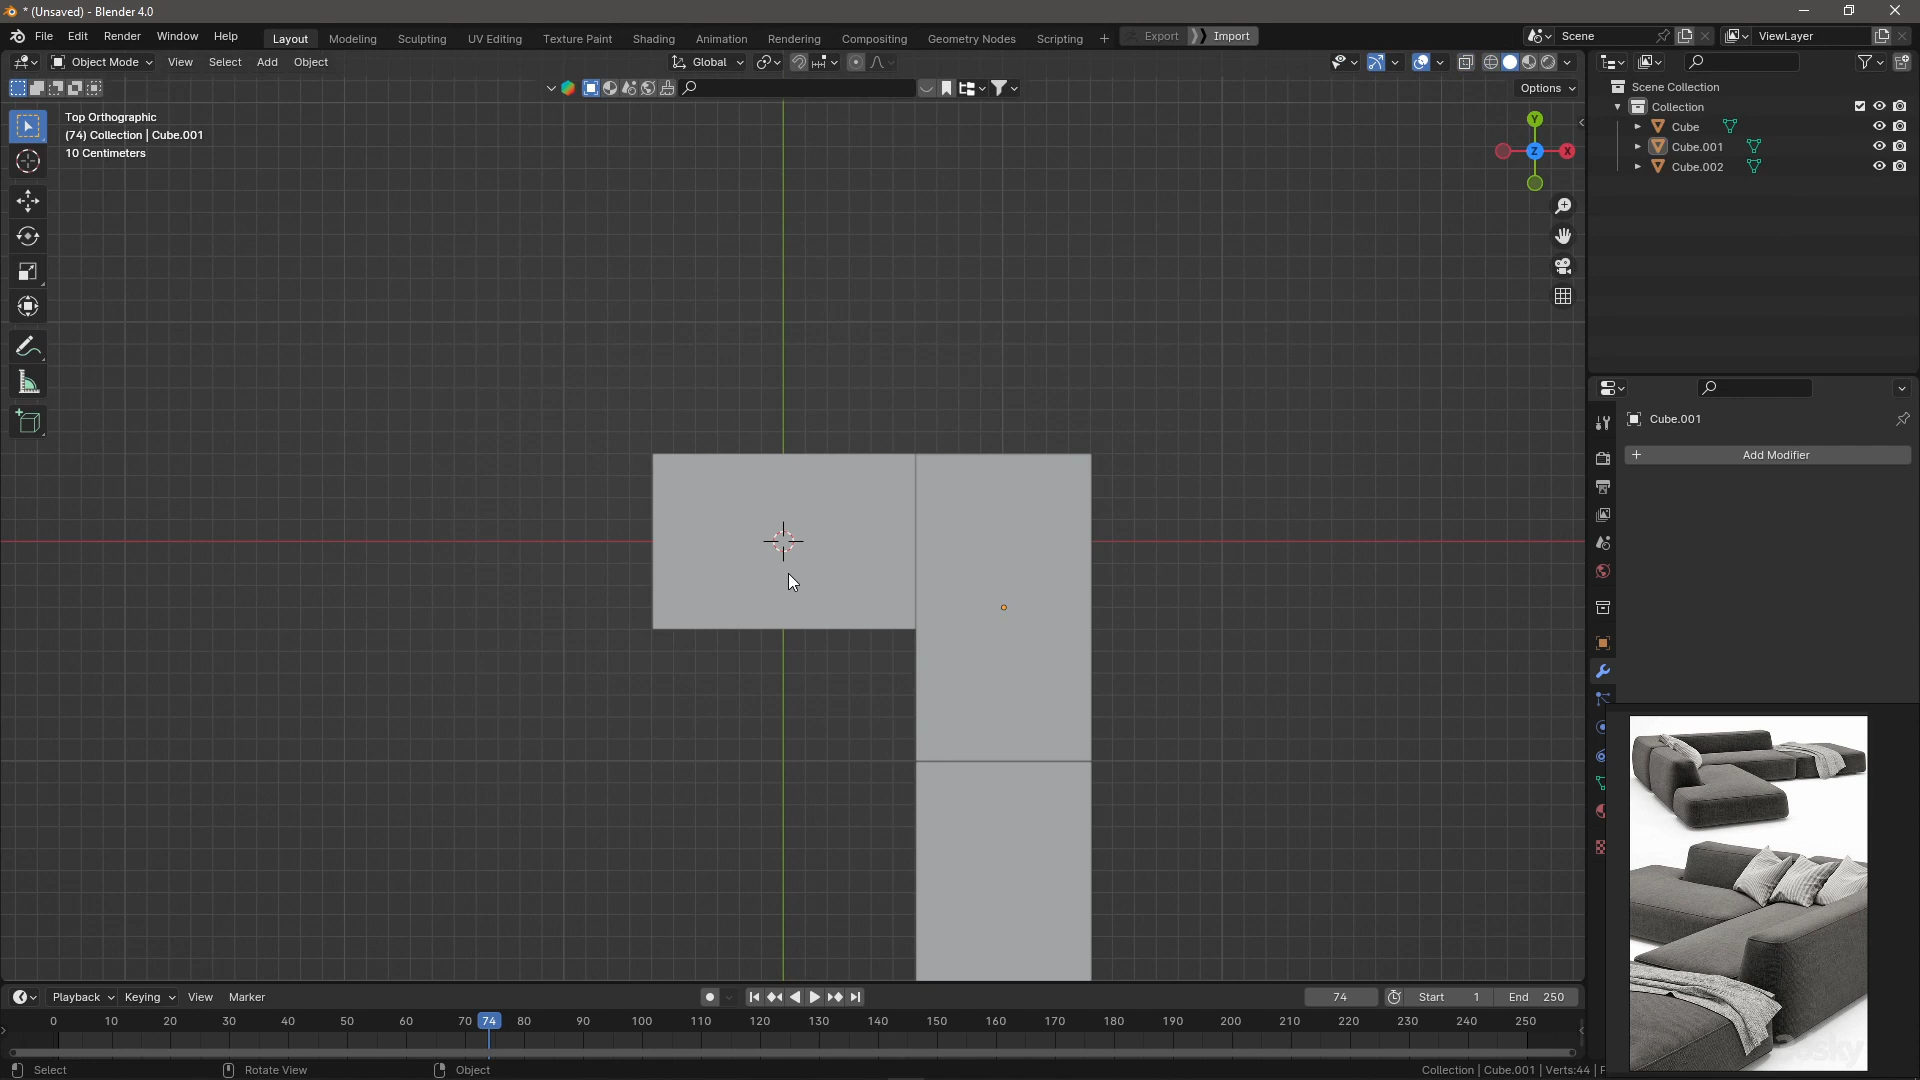 * (Unsaved) - Blender 4.0
File Edit Render Window Help
Layout Modeling Sculpting UV Editing Texture Paint Shading Animation Rendering Compositing Geometry Nodes Scripting +
Export Import
Scene
ViewLayer
Object Mode View Select Add Object
Global
Options
Top Orthographic
(74) Collection | Cube.001
10 Centimeters
Y
Z
X
Scene Collection
Collection
Cube
Cube.001
Cube.002
Cube.001
+ Add Modifier
Playback Keying View Marker
74 Start 1 End 250
0 10 20 30 40 50 60 70 74 80 90 100 110 120 130 140 150 160 170 180 190 200 210 220 230 240 250
Select Rotate View Object
Collection | Cube.001 | Verts:44 | F
3dsky